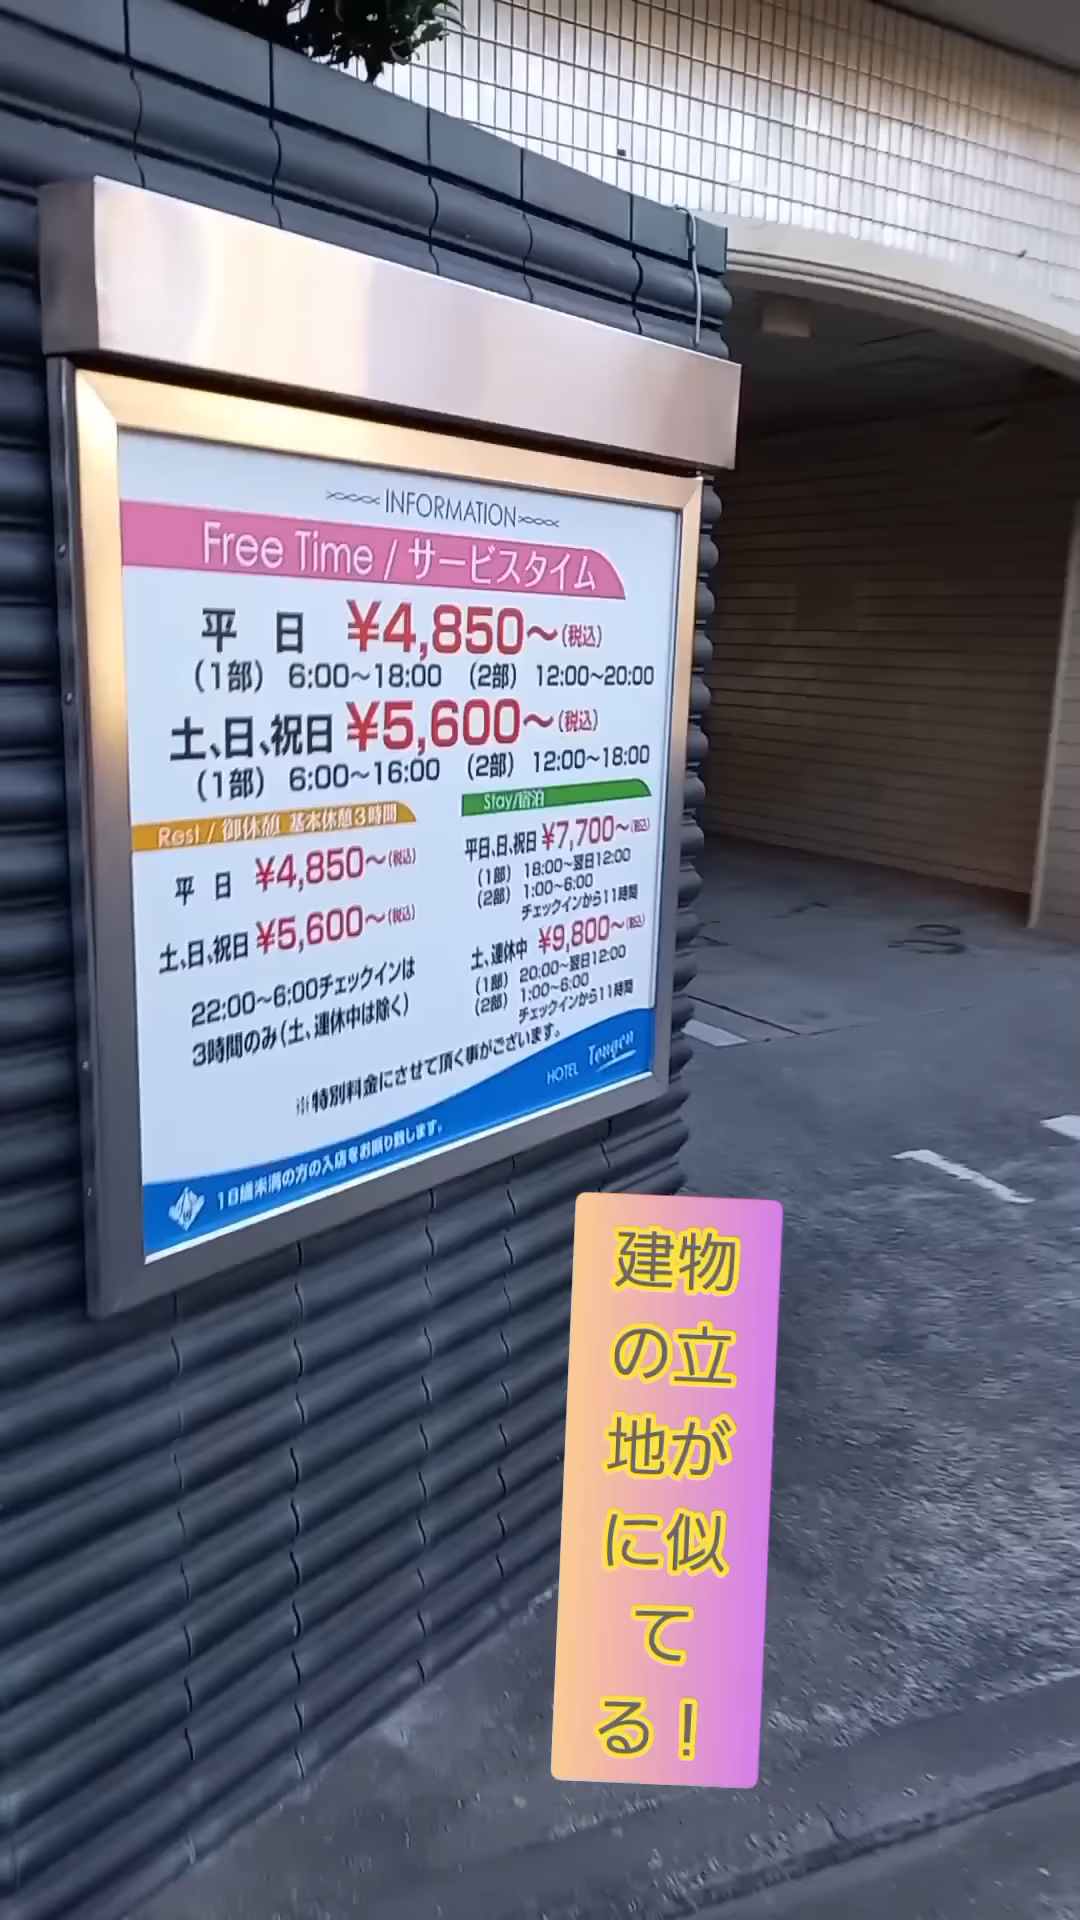 INFORMATION
Free Time / サービスタイム
平 日 ¥4,850～(税込)
(1部) 6:00～18:00 (2部) 12:00～20:00
土、日、祝日 ¥5,600～(税込)
(1部) 6:00～16:00 (2部) 12:00～18:00
Rest / 御休憩 基本休憩3時間
平 日 ¥4,850～(税込)
土、日、祝日 ¥5,600～(税込)
22:00～6:00チェックインは
3時間のみ(土、連休中は除く)
Stay/宿泊
平日、日、祝日 ¥7,700～(税込)
(1部) 18:00～翌日12:00
(2部) 1:00～6:00
チェックインから11時間
土、連休中 ¥9,800～(税込)
(1部) 20:00～翌日12:00
(2部) 1:00～6:00
チェックインから11時間
※特別料金にさせて頂く事がございます。
HOTEL Tougen
18歳未満の方の入店をお断り致します。
建物
の立
地が
に似
て
る！